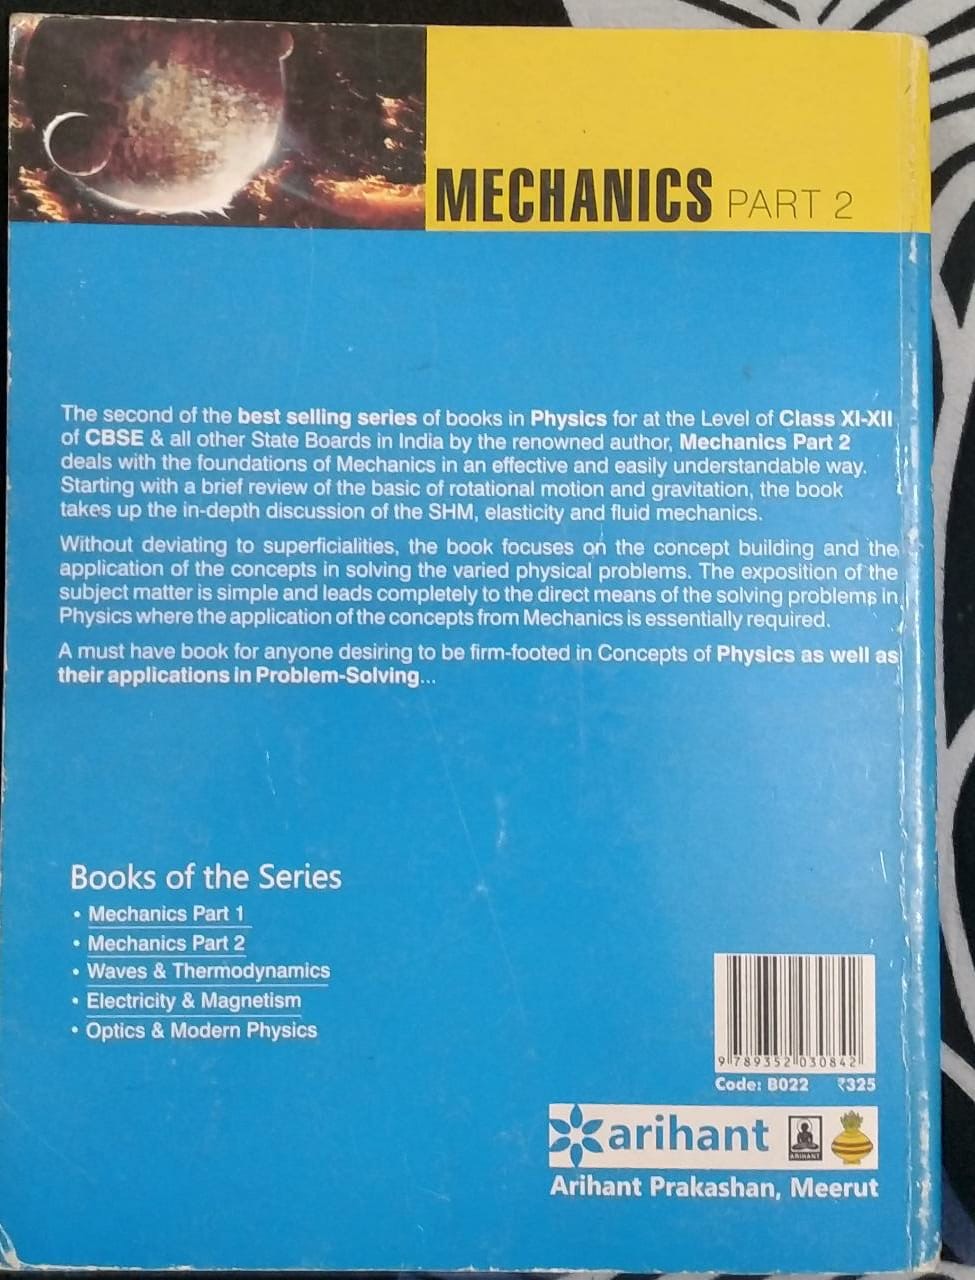 MECHANICS PART 2
The second of the best selling series of books in Physics for at the Level of Class XI-XII
of CBSE & all other State Boards in India by the renowned author, Mechanics Part 2
deals with the foundations of Mechanics in an effective and easily understandable way.
Starting with a brief review of the basic of rotational motion and gravitation, the book
takes up the in-depth discussion of the SHM, elasticity and fluid mechanics.
Without deviating to superficialities, the book focuses on the concept building and the
application of the concepts in solving the varied physical problems. The exposition of the
subject matter is simple and leads completely to the direct means of the solving problems in
Physics where the application of the concepts from Mechanics is essentially required.
A must have book for anyone desiring to be firm-footed in Concepts of Physics as well as
their applications in Problem-Solving...
Books of the Series
• Mechanics Part 1
• Mechanics Part 2
• Waves & Thermodynamics
• Electricity & Magnetism
• Optics & Modern Physics
9 789352 030842
Code: B022 ₹325
arihant ARIHANT
Arihant Prakashan, Meerut